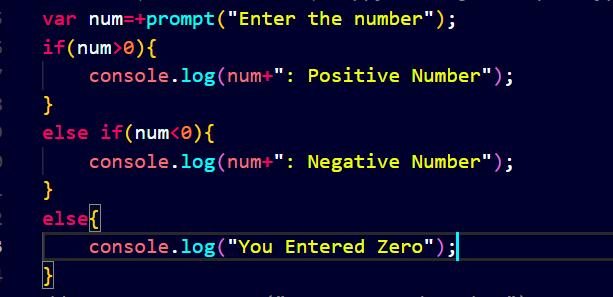 var num=+prompt("Enter the number");
if(num>0){
console.log(num+": Positive Number");
}
else if(num<0){
console.log(num+": Negative Number");
}
else{
console.log("You Entered Zero");
}